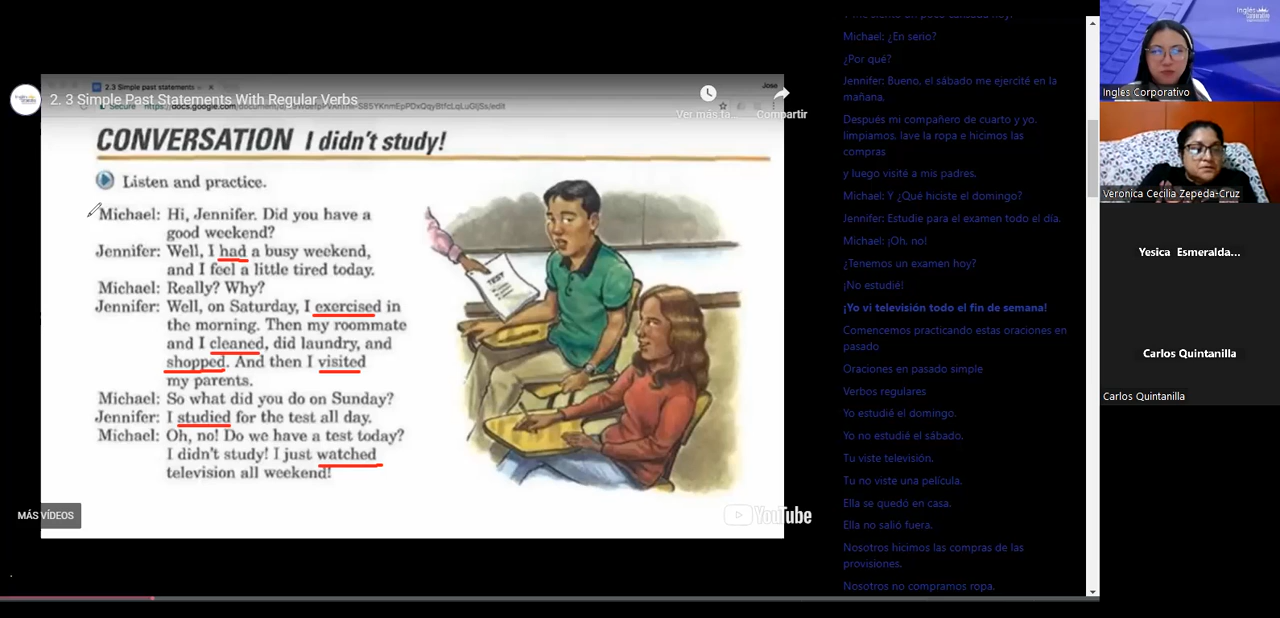 2.3 Simple past statements
Jose
Secure
2. 3 Simple Past Statements With Regular Verbs
Ver más ta...
Compartir
CONVERSATION I didn't study!
Listen and practice.
Michael: Hi, Jennifer. Did you have a
good weekend?
Jennifer: Well, I had a busy weekend,
and I feel a little tired today.
Michael: Really? Why?
Jennifer: Well, on Saturday, I exercised in
the morning. Then my roommate
and I cleaned, did laundry, and
shopped. And then I visited
my parents.
Michael: So what did you do on Sunday?
Jennifer: I studied for the test all day.
Michael: Oh, no! Do we have a test today?
I didn't study! I just watched
television all weekend!
TEST
MÁS VÍDEOS
YouTube
Michael: ¿En serio?
¿Por qué?
Jennifer: Bueno, el sábado me ejercité en la
mañana.
Después mi compañero de cuarto y yo,
limpiamos, lave la ropa e hicimos las
compras
y luego visité a mis padres.
Michael: Y ¿Qué hiciste el domingo?
Jennifer: Estudie para el examen todo el día.
Michael: ¡Oh, no!
¿Tenemos un examen hoy?
¡No estudié!
¡Yo vi televisión todo el fin de semana!
Comencemos practicando estas oraciones en
pasado
Oraciones en pasado simple
Verbos regulares
Yo estudié el domingo.
Yo no estudié el sábado.
Tu viste televisión.
Tu no viste una película.
Ella se quedó en casa.
Ella no salió fuera.
Nosotros hicimos las compras de las
provisiones.
Nosotros no compramos ropa.
Inglés Corporativo
Veronica Cecilia Zepeda-Cruz
Yesica Esmeralda...
Carlos Quintanilla
Carlos Quintanilla